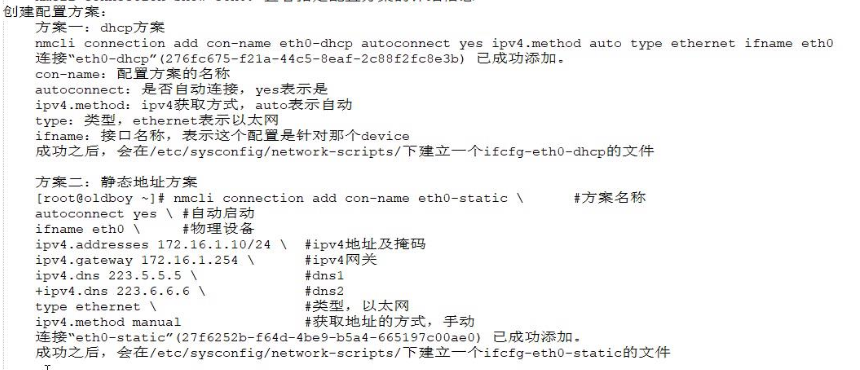 创建配置方案:
方案一: dhcp方案
nmcli connection add con-name eth0-dhcp autoconnect yes ipv4.method auto type ethernet ifname eth0
连接“eth0-dhcp”(276fc675-f21a-44c5-8eaf-2c88f2fc8e3b) 已成功添加。
con-name: 配置方案的名称
autoconnect: 是否自动连接, yes表示是
ipv4.method: ipv4获取方式, auto表示自动
type: 类型, ethernet表示以太网
ifname: 接口名称, 表示这个配置是针对那个device
成功之后, 会在/etc/sysconfig/network-scripts/下建立一个ifcfg-eth0-dhcp的文件
方案二: 静态地址方案
[root@oldboy ~]# nmcli connection add con-name eth0-static \ #方案名称
autoconnect yes \ #自动启动
ifname eth0 \ #物理设备
ipv4.addresses 172.16.1.10/24 \ #ipv4地址及掩码
ipv4.gateway 172.16.1.254 \ #ipv4网关
ipv4.dns 223.5.5.5 \ #dns1
+ipv4.dns 223.6.6.6 \ #dns2
type ethernet \ #类型, 以太网
ipv4.method manual #获取地址的方式, 手动
连接“eth0-static”(27f6252b-f64d-4be9-b5a4-665197c00ae0) 已成功添加。
成功之后, 会在/etc/sysconfig/network-scripts/下建立一个ifcfg-eth0-static的文件